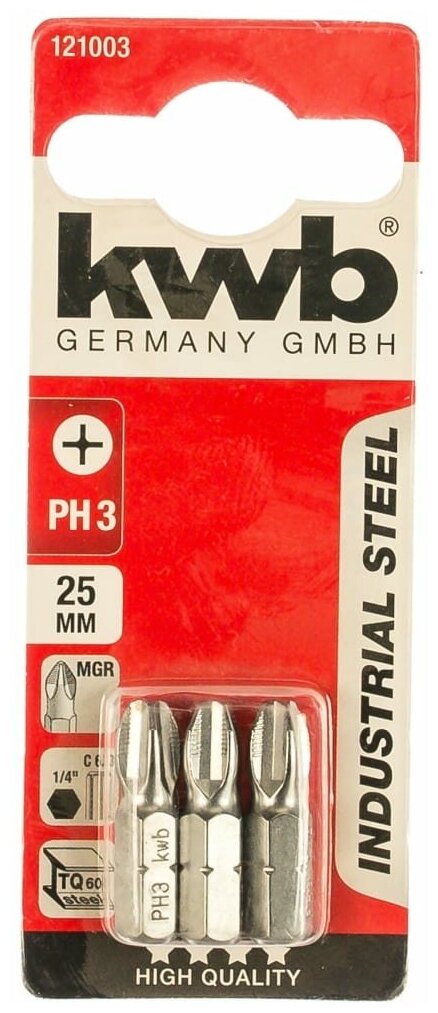 121003
kwb®
GERMANY GMBH
PH 3
25
MM
INDUSTRIAL STEEL
MGR
1/4"
TQ 60
steel
PH3 kwb
HIGH QUALITY